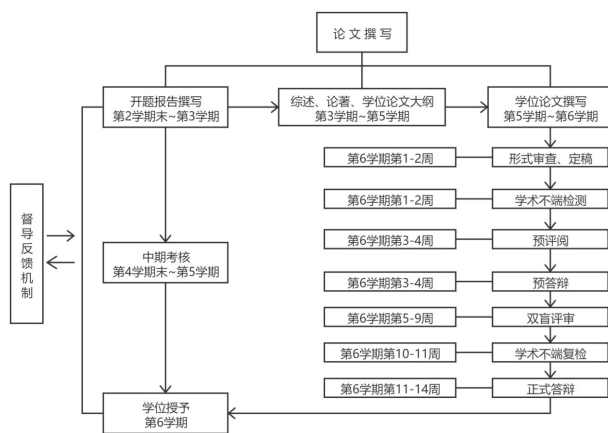 论文撰写
开题报告撰写
第2学期末~第3学期
综述、论著、学位论文大纲
第3学期~第5学期
学位论文撰写
第5学期~第6学期
第6学期第1-2周
形式审查、定稿
第6学期第1-2周
学术不端检测
第6学期第3-4周
预评阅
督导反馈机制
中期考核
第4学期末~第5学期
第6学期第3-4周
预答辩
第6学期第5-9周
双盲评审
第6学期第10-11周
学术不端复检
第6学期第11-14周
正式答辩
学位授予
第6学期